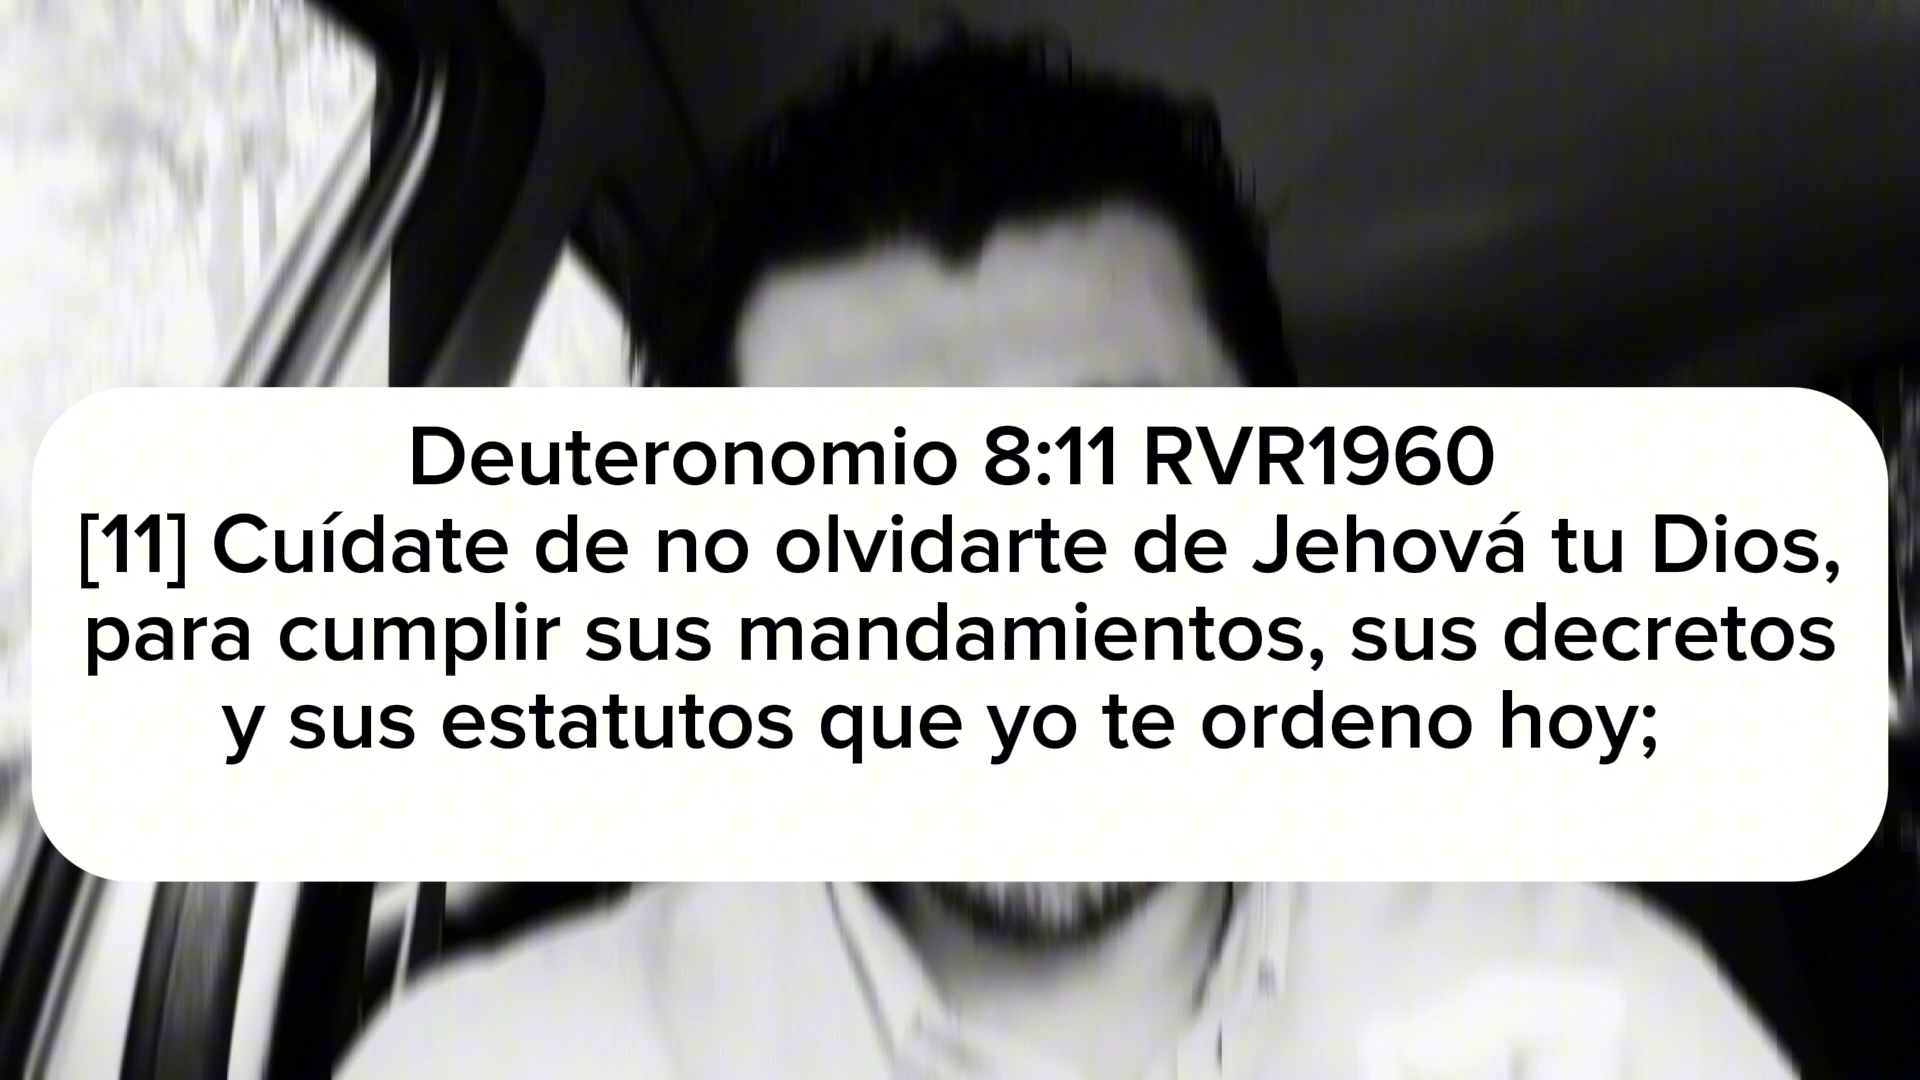 Deuteronomio 8:11 RVR1960
[11] Cuídate de no olvidarte de Jehová tu Dios,
para cumplir sus mandamientos, sus decretos
y sus estatutos que yo te ordeno hoy;